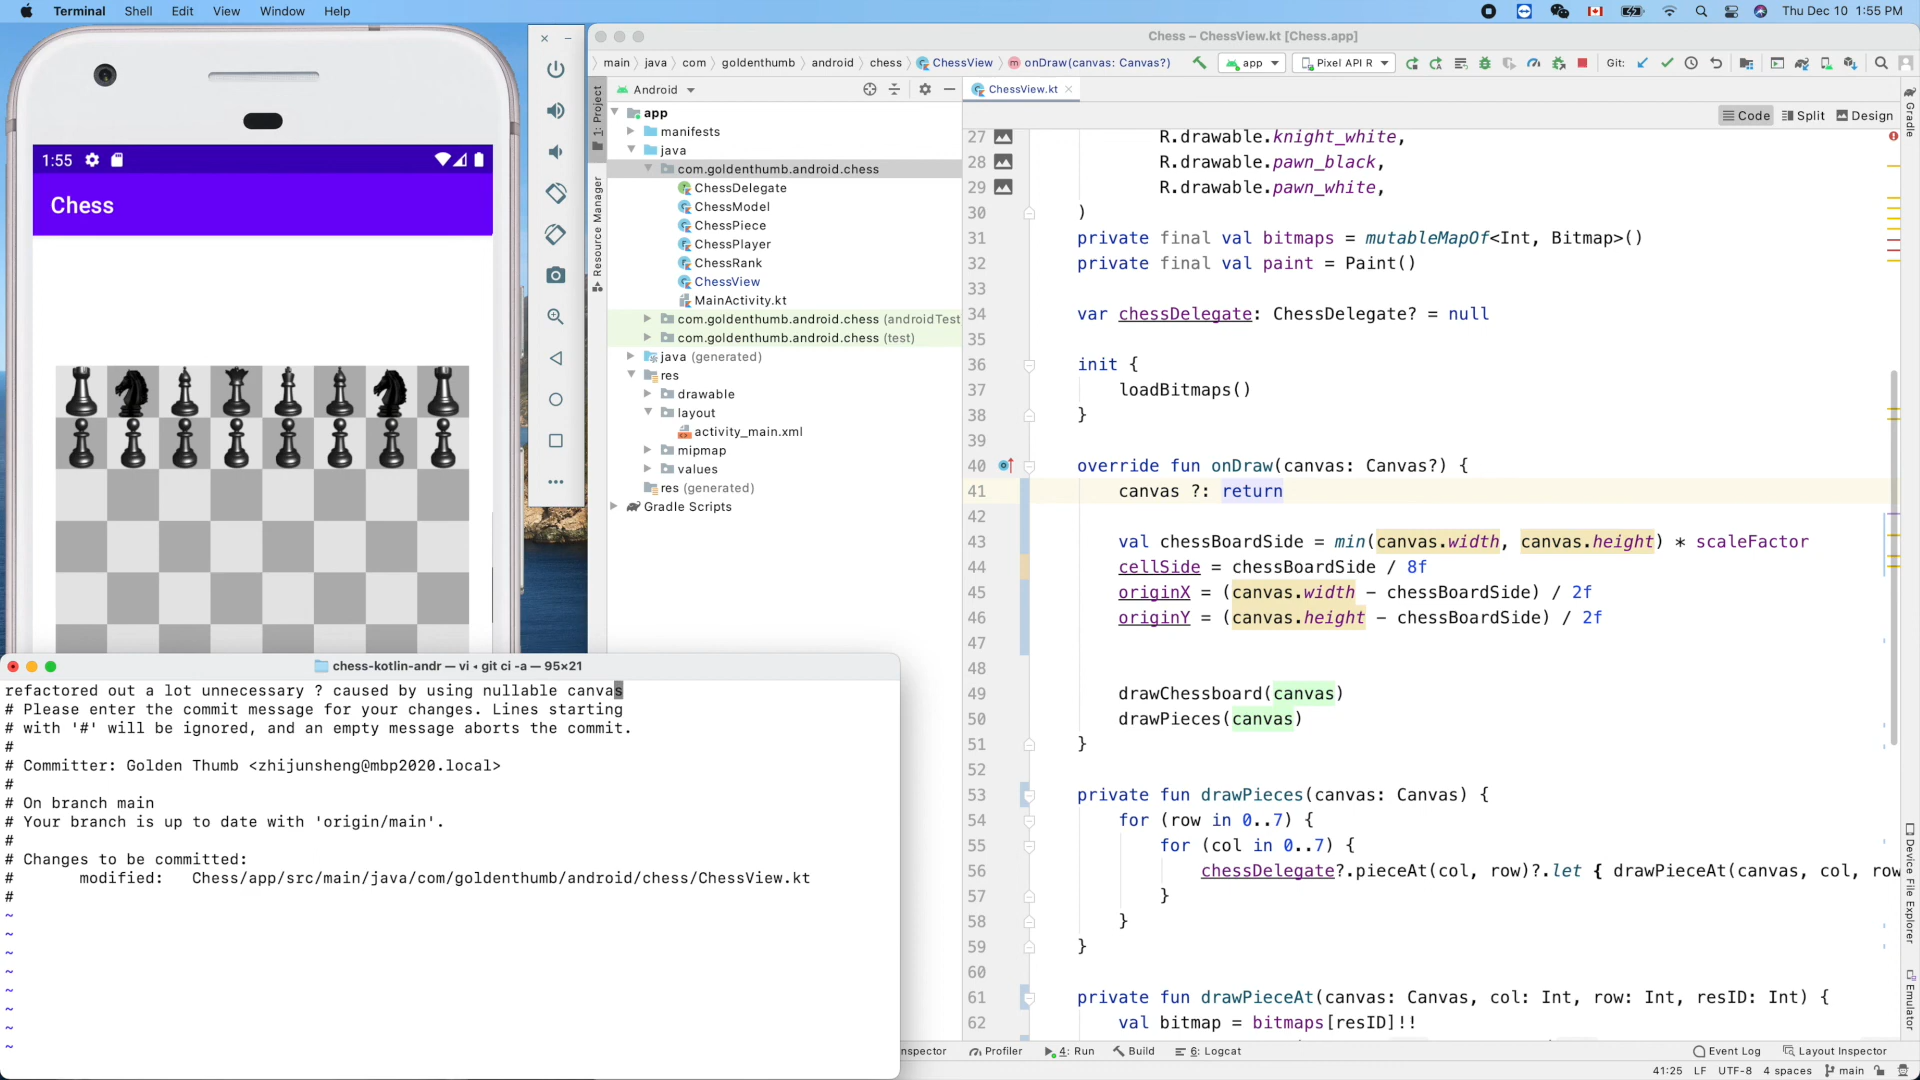 Terminal Shell Edit View Window Help
Thu Dec 10 1:55 PM
Chess – ChessView.kt [Chess.app]
main java com goldenthumb android chess ChessView onDraw(canvas: Canvas?)
app Pixel API R Git:
1: Project
Resource Manager
Android
ChessView.kt
Code Split Design
Gradle
1:55
Chess
app
manifests
java
com.goldenthumb.android.chess
ChessDelegate
ChessModel
ChessPiece
ChessPlayer
ChessRank
ChessView
MainActivity.kt
com.goldenthumb.android.chess (androidTest
com.goldenthumb.android.chess (test)
java (generated)
res
drawable
layout
activity_main.xml
mipmap
values
res (generated)
Gradle Scripts
27 R.drawable.knight_white,
28 R.drawable.pawn_black,
29 R.drawable.pawn_white,
30 )
31 private final val bitmaps = mutableMapOf<Int, Bitmap>()
32 private final val paint = Paint()
33
34 var chessDelegate: ChessDelegate? = null
35
36 init {
37 loadBitmaps()
38 }
39
40 override fun onDraw(canvas: Canvas?) {
41 canvas ?: return
42
43 val chessBoardSide = min(canvas.width, canvas.height) * scaleFactor
44 cellSide = chessBoardSide / 8f
45 originX = (canvas.width - chessBoardSide) / 2f
46 originY = (canvas.height - chessBoardSide) / 2f
47
48
49 drawChessboard(canvas)
50 drawPieces(canvas)
51 }
52
53 private fun drawPieces(canvas: Canvas) {
54 for (row in 0..7) {
55 for (col in 0..7) {
56 chessDelegate?.pieceAt(col, row)?.let { drawPieceAt(canvas, col, row
57 }
58 }
59 }
60
61 private fun drawPieceAt(canvas: Canvas, col: Int, row: Int, resID: Int) {
62 val bitmap = bitmaps[resID]!!
Device File Explorer
Emulator
chess-kotlin-andr — vi ◂ git ci -a — 95×21
refactored out a lot unnecessary ? caused by using nullable canvas
# Please enter the commit message for your changes. Lines starting
# with '#' will be ignored, and an empty message aborts the commit.
#
# Committer: Golden Thumb <zhijunsheng@mbp2020.local>
#
# On branch main
# Your branch is up to date with 'origin/main'.
#
# Changes to be committed:
#       modified:   Chess/app/src/main/java/com/goldenthumb/android/chess/ChessView.kt
#
~
~
~
~
~
~
~
~
nspector Profiler 4: Run Build 6: Logcat Event Log Layout Inspector
41:25 LF UTF-8 4 spaces main